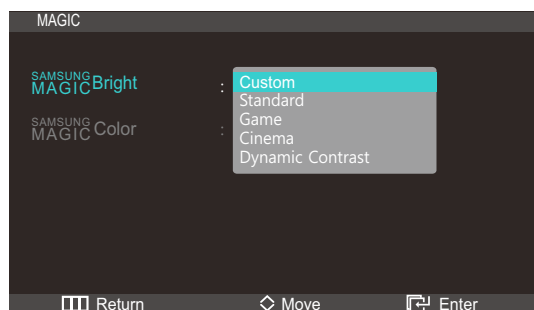 MAGIC
SAMSUNG
MAGIC Bright : Custom
Standard
SAMSUNG
MAGIC Color : Game
Cinema
Dynamic Contrast
Return Move Enter